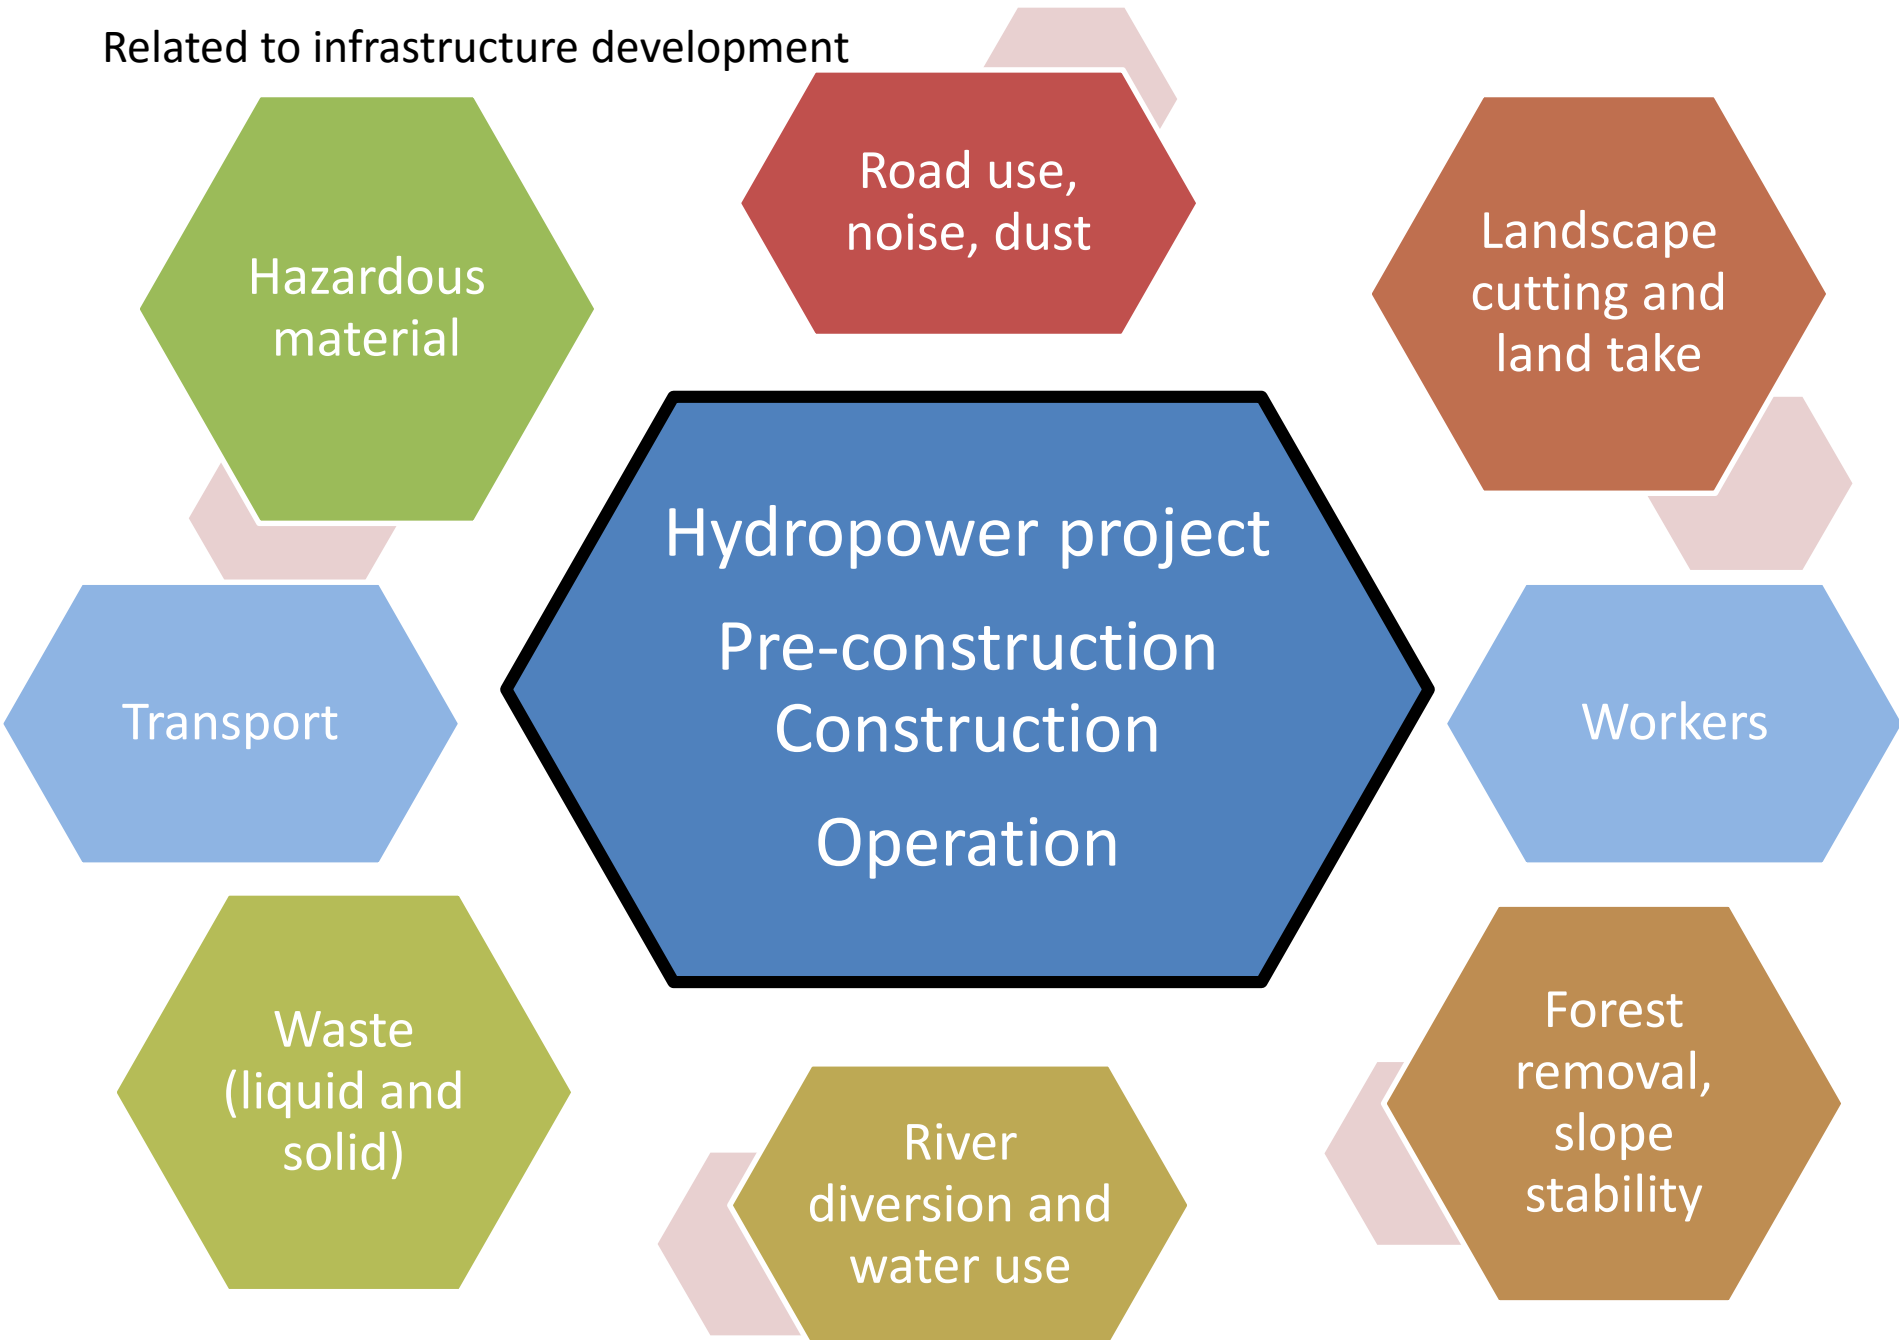 Related to infrastructure development
Road use,
noise, dust
Hazardous
material
Landscape
cutting and
land take
Hydropower project
Pre-construction
Construction
Operation
Transport
Workers
Waste
(liquid and
solid)
River
diversion and
water use
Forest
removal,
slope
stability